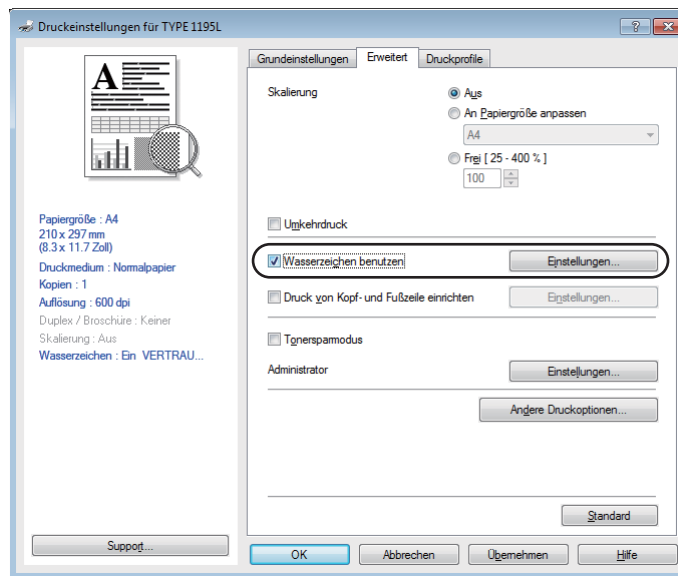 Druckeinstellungen für TYPE 1195L
Grundeinstellungen Erweitert Druckprofile
A
Skalierung
Aus
An Papiergröße anpassen
A4
Frei [ 25 - 400 % ]
100
Papiergröße : A4
210 x 297 mm
(8.3 x 11.7 Zoll)
Druckmedium : Normalpapier
Kopien : 1
Auflösung : 600 dpi
Duplex / Broschüre : Keiner
Skalierung : Aus
Wasserzeichen : Ein VERTRAU...
Umkehrdruck
Wasserzeichen benutzen Einstellungen...
Druck von Kopf- und Fußzeile einrichten Einstellungen...
Tonersparmodus
Administrator Einstellungen...
Andere Druckoptionen...
Standard
Support...
OK Abbrechen Übernehmen Hilfe